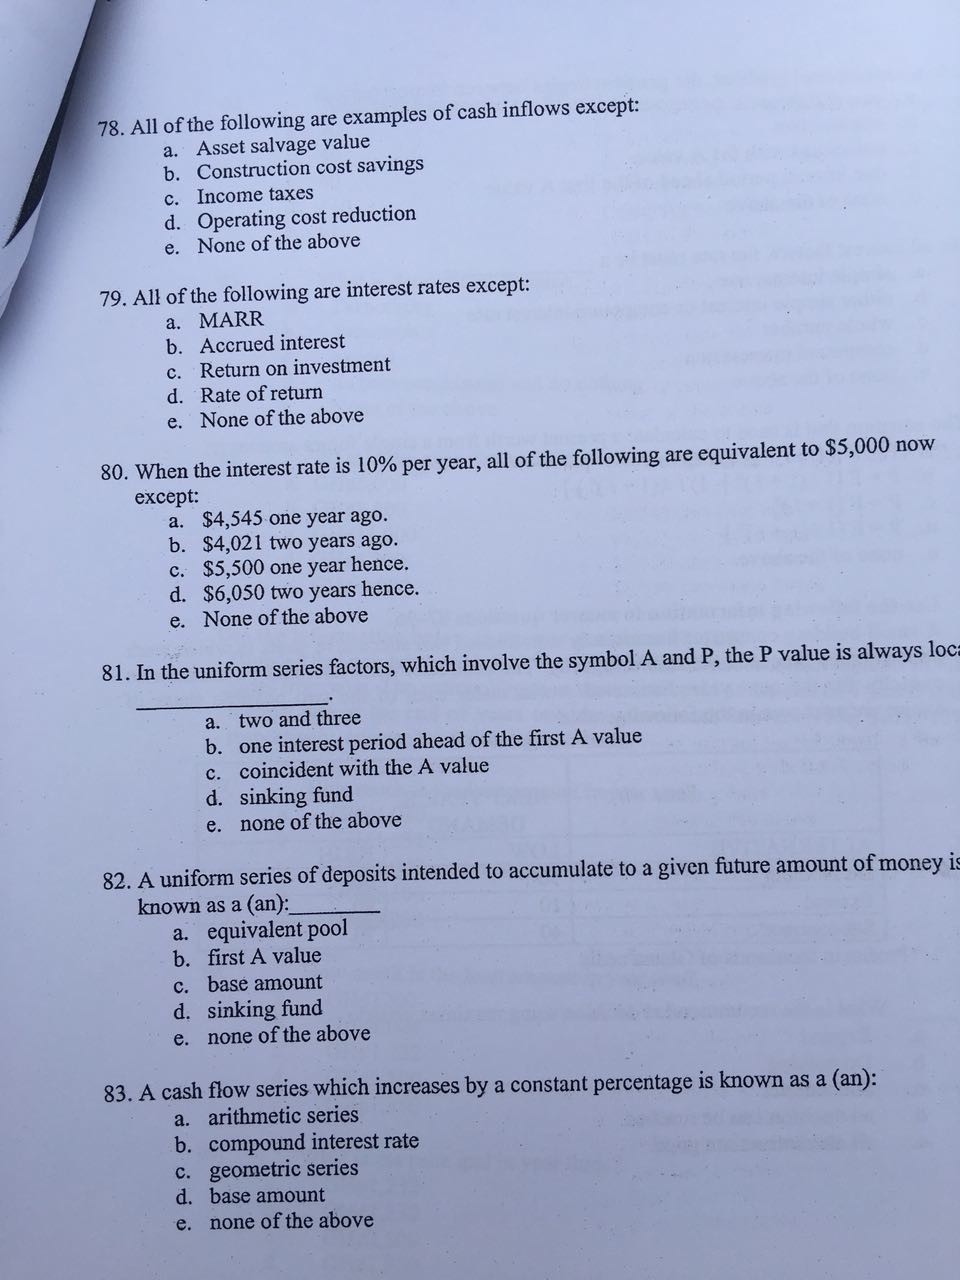 78. All of the following are examples of cash inflows except:
a. Asset salvage value
b. Construction cost savings
c. Income taxes
d. Operating cost reduction
e. None of the above
79. All of the following are interest rates except:
a. MARR
b. Accrued interest
c. Return on investment
d. Rate of return
e. None of the above
80. When the interest rate is 10% per year, all of the following are equivalent to $5,000 now
except:
a. $4,545 one year ago.
b. $4,021 two years ago.
c. $5,500 one year hence.
d. $6,050 two years hence.
e. None of the above
81. In the uniform series factors, which involve the symbol A and P, the P value is always loca
____________________.
a. two and three
b. one interest period ahead of the first A value
c. coincident with the A value
d. sinking fund
e. none of the above
82. A uniform series of deposits intended to accumulate to a given future amount of money is
known as a (an):__________
a. equivalent pool
b. first A value
c. base amount
d. sinking fund
e. none of the above
83. A cash flow series which increases by a constant percentage is known as a (an):
a. arithmetic series
b. compound interest rate
c. geometric series
d. base amount
e. none of the above